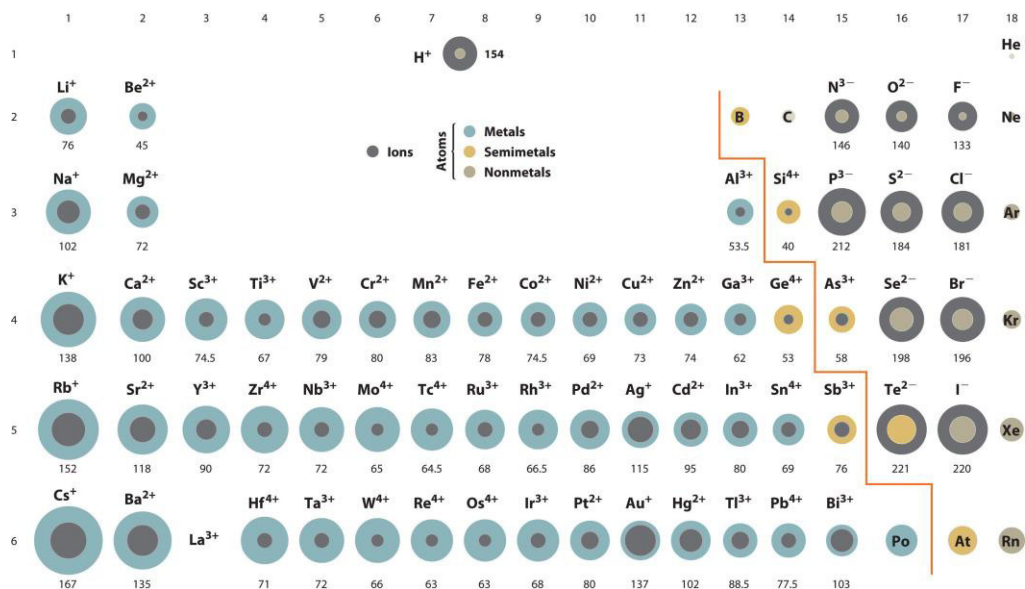 1 2 3 4 5 6 7 8 9 10 11 12 13 14 15 16 17 18
1 H⁺ 154 He
Li⁺ Be²⁺ N³⁻ O²⁻ F⁻
2 B C Ne
76 45 146 140 133
Ions
Atoms
Metals
Semimetals
Nonmetals
Na⁺ Mg²⁺ Al³⁺ Si⁴⁺ P³⁻ S²⁻ Cl⁻
3 Ar
102 72 53.5 40 212 184 181
K⁺ Ca²⁺ Sc³⁺ Ti³⁺ V²⁺ Cr²⁺ Mn²⁺ Fe²⁺ Co²⁺ Ni²⁺ Cu²⁺ Zn²⁺ Ga³⁺ Ge⁴⁺ As³⁺ Se²⁻ Br⁻
4 Kr
138 100 74.5 67 79 80 83 78 74.5 69 73 74 62 53 58 198 196
Rb⁺ Sr²⁺ Y³⁺ Zr⁴⁺ Nb³⁺ Mo⁴⁺ Tc⁴⁺ Ru³⁺ Rh³⁺ Pd²⁺ Ag⁺ Cd²⁺ In³⁺ Sn⁴⁺ Sb³⁺ Te²⁻ I⁻
5 Xe
152 118 90 72 72 65 64.5 68 66.5 86 115 95 80 69 76 221 220
Cs⁺ Ba²⁺ Hf⁴⁺ Ta³⁺ W⁴⁺ Re⁴⁺ Os⁴⁺ Ir³⁺ Pt²⁺ Au⁺ Hg²⁺ Tl³⁺ Pb⁴⁺ Bi³⁺
6 La³⁺ Po At Rn
167 135 71 72 66 63 63 68 80 137 102 88.5 77.5 103